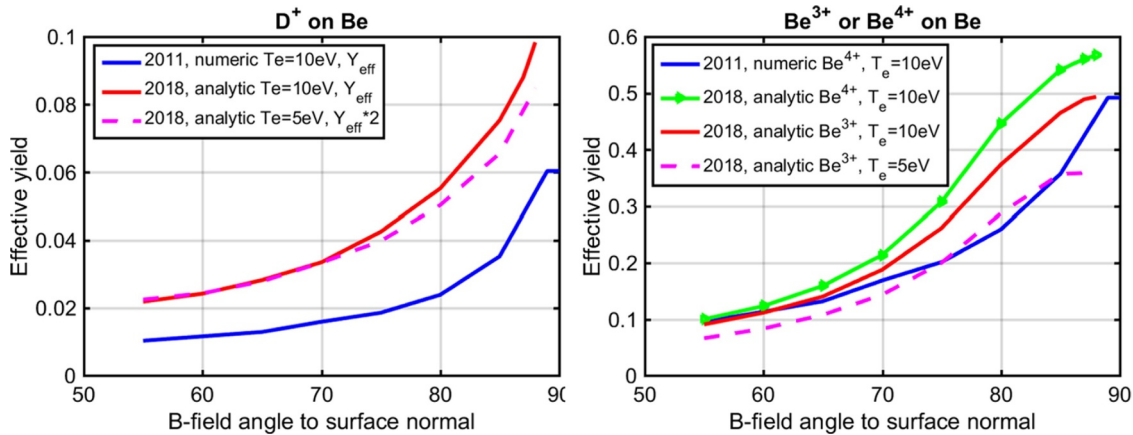 D⁺ on Be
0.1
0.08
0.06
0.04
0.02
0
Effective yield
2011, numeric Te=10eV, Y_eff
2018, analytic Te=10eV, Y_eff
2018, analytic Te=5eV, Y_eff*2
50
60
70
80
90
B-field angle to surface normal
Be³⁺ or Be⁴⁺ on Be
0.6
0.5
0.4
0.3
0.2
0.1
0
Effective yield
2011, numeric Be⁴⁺, T_e=10eV
2018, analytic Be⁴⁺, T_e=10eV
2018, analytic Be³⁺, T_e=10eV
2018, analytic Be³⁺, T_e=5eV
50
60
70
80
90
B-field angle to surface normal